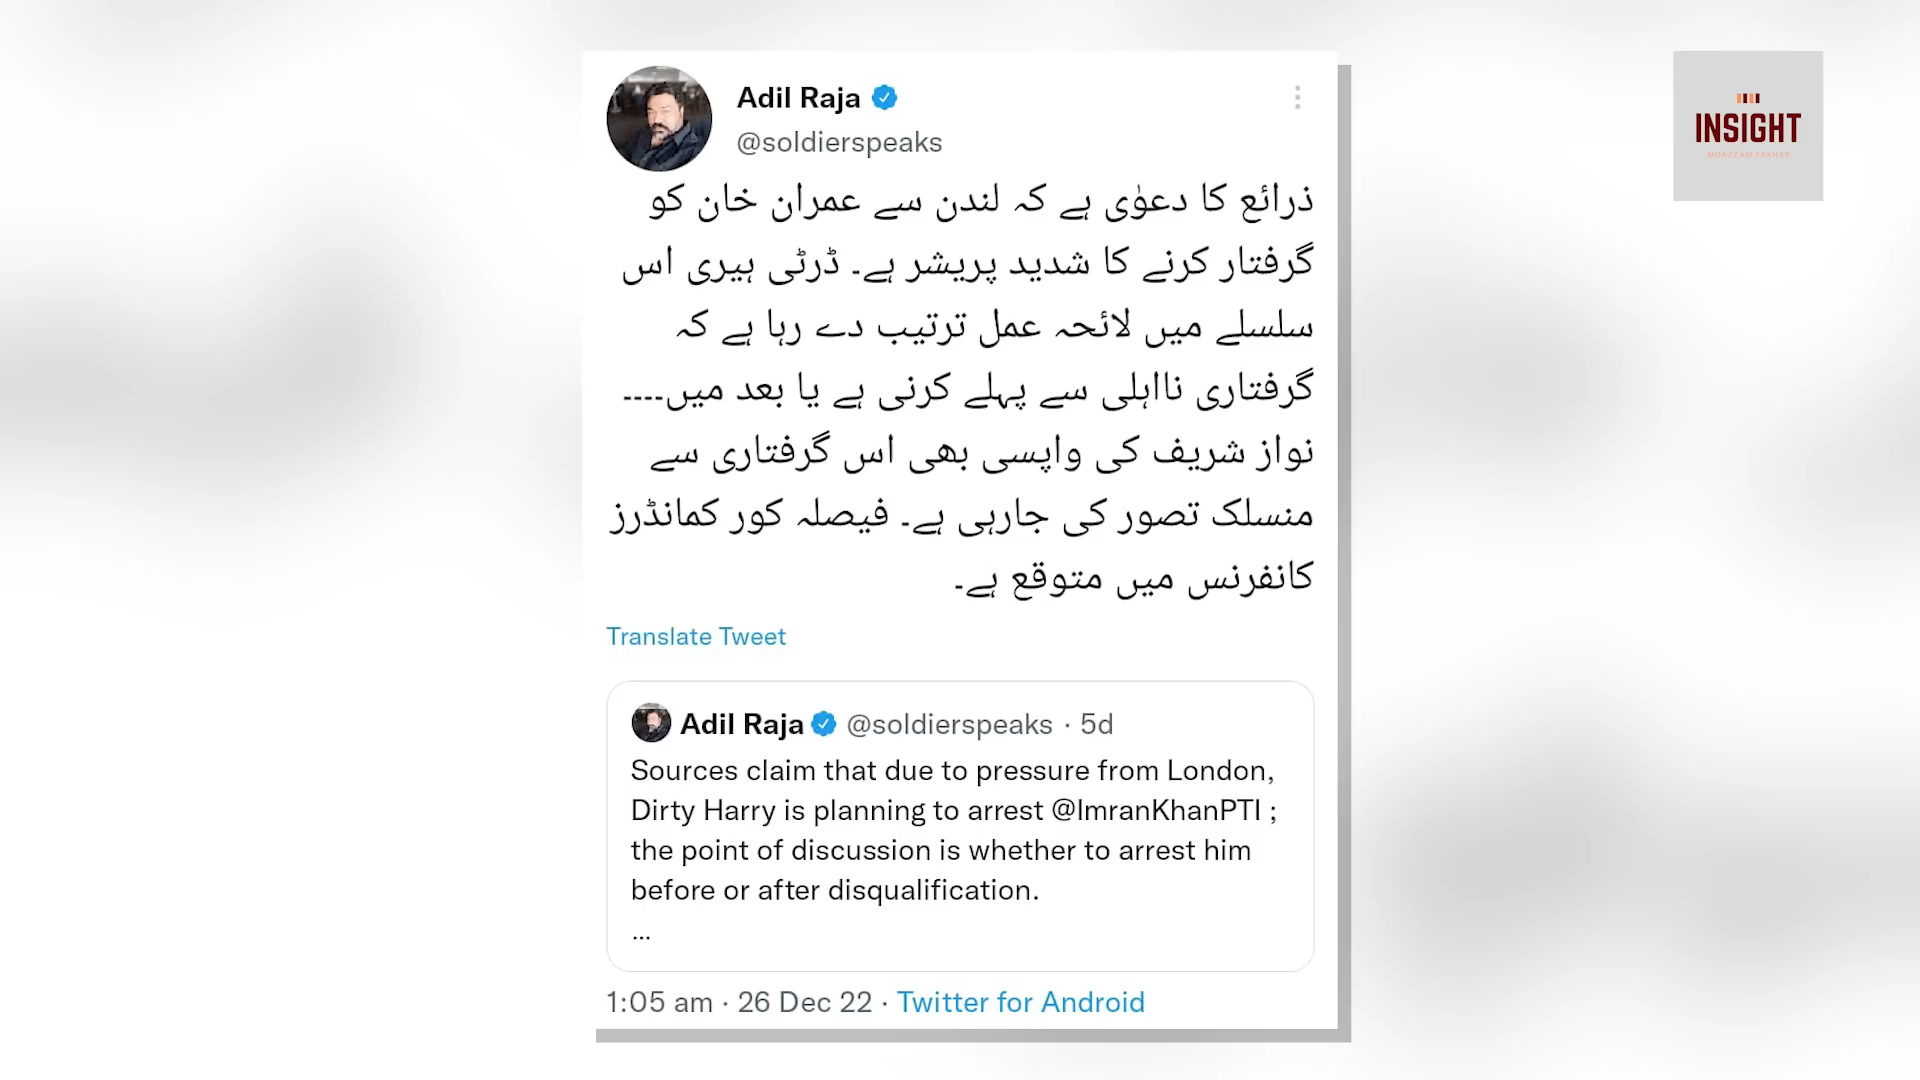 Adil Raja
@soldierspeaks
ذرائع کا دعوٰی ہے کہ لندن سے عمران خان کو
گرفتار کرنے کا شدید پریشر ہے۔ ڈرٹی ہیری اس
سلسلے میں لائحہ عمل ترتیب دے رہا ہے کہ
گرفتاری نااہلی سے پہلے کرنی ہے یا بعد میں----
نواز شریف کی واپسی بھی اس گرفتاری سے
منسلک تصور کی جارہی ہے۔ فیصلہ کور کمانڈرز
کانفرنس میں متوقع ہے۔
Translate Tweet
Adil Raja @soldierspeaks · 5d
Sources claim that due to pressure from London,
Dirty Harry is planning to arrest @ImranKhanPTI ;
the point of discussion is whether to arrest him
before or after disqualification.
...
1:05 am · 26 Dec 22 · Twitter for Android
INSIGHT
MOAZZAM FAKHAR